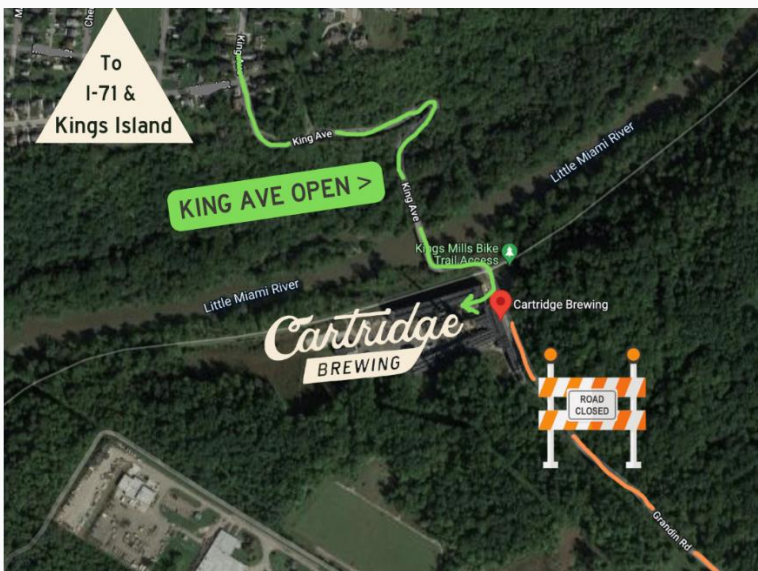 To
I-71 &
Kings Island
King Ave
KING AVE OPEN >
King Ave
Little Miami River
Kings Mills Bike
Trail Access
Little Miami River
Cartridge Brewing
Cartridge
BREWING
ROAD
CLOSED
Grandin Rd